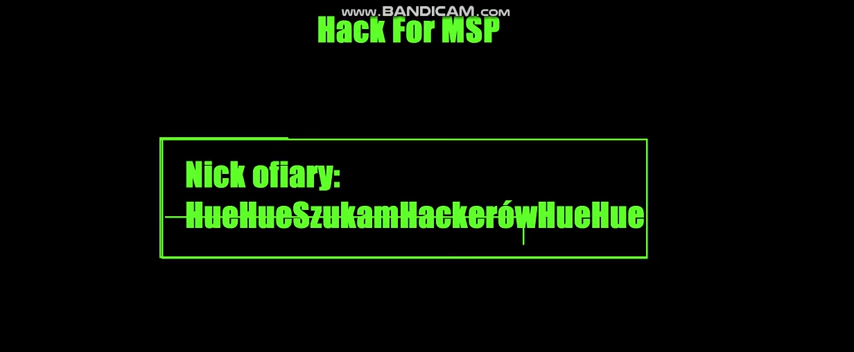 WWW.BANDICAM.COM
Hack For MSP
Nick ofiary:
HueHueSzukamHackerówHueHue